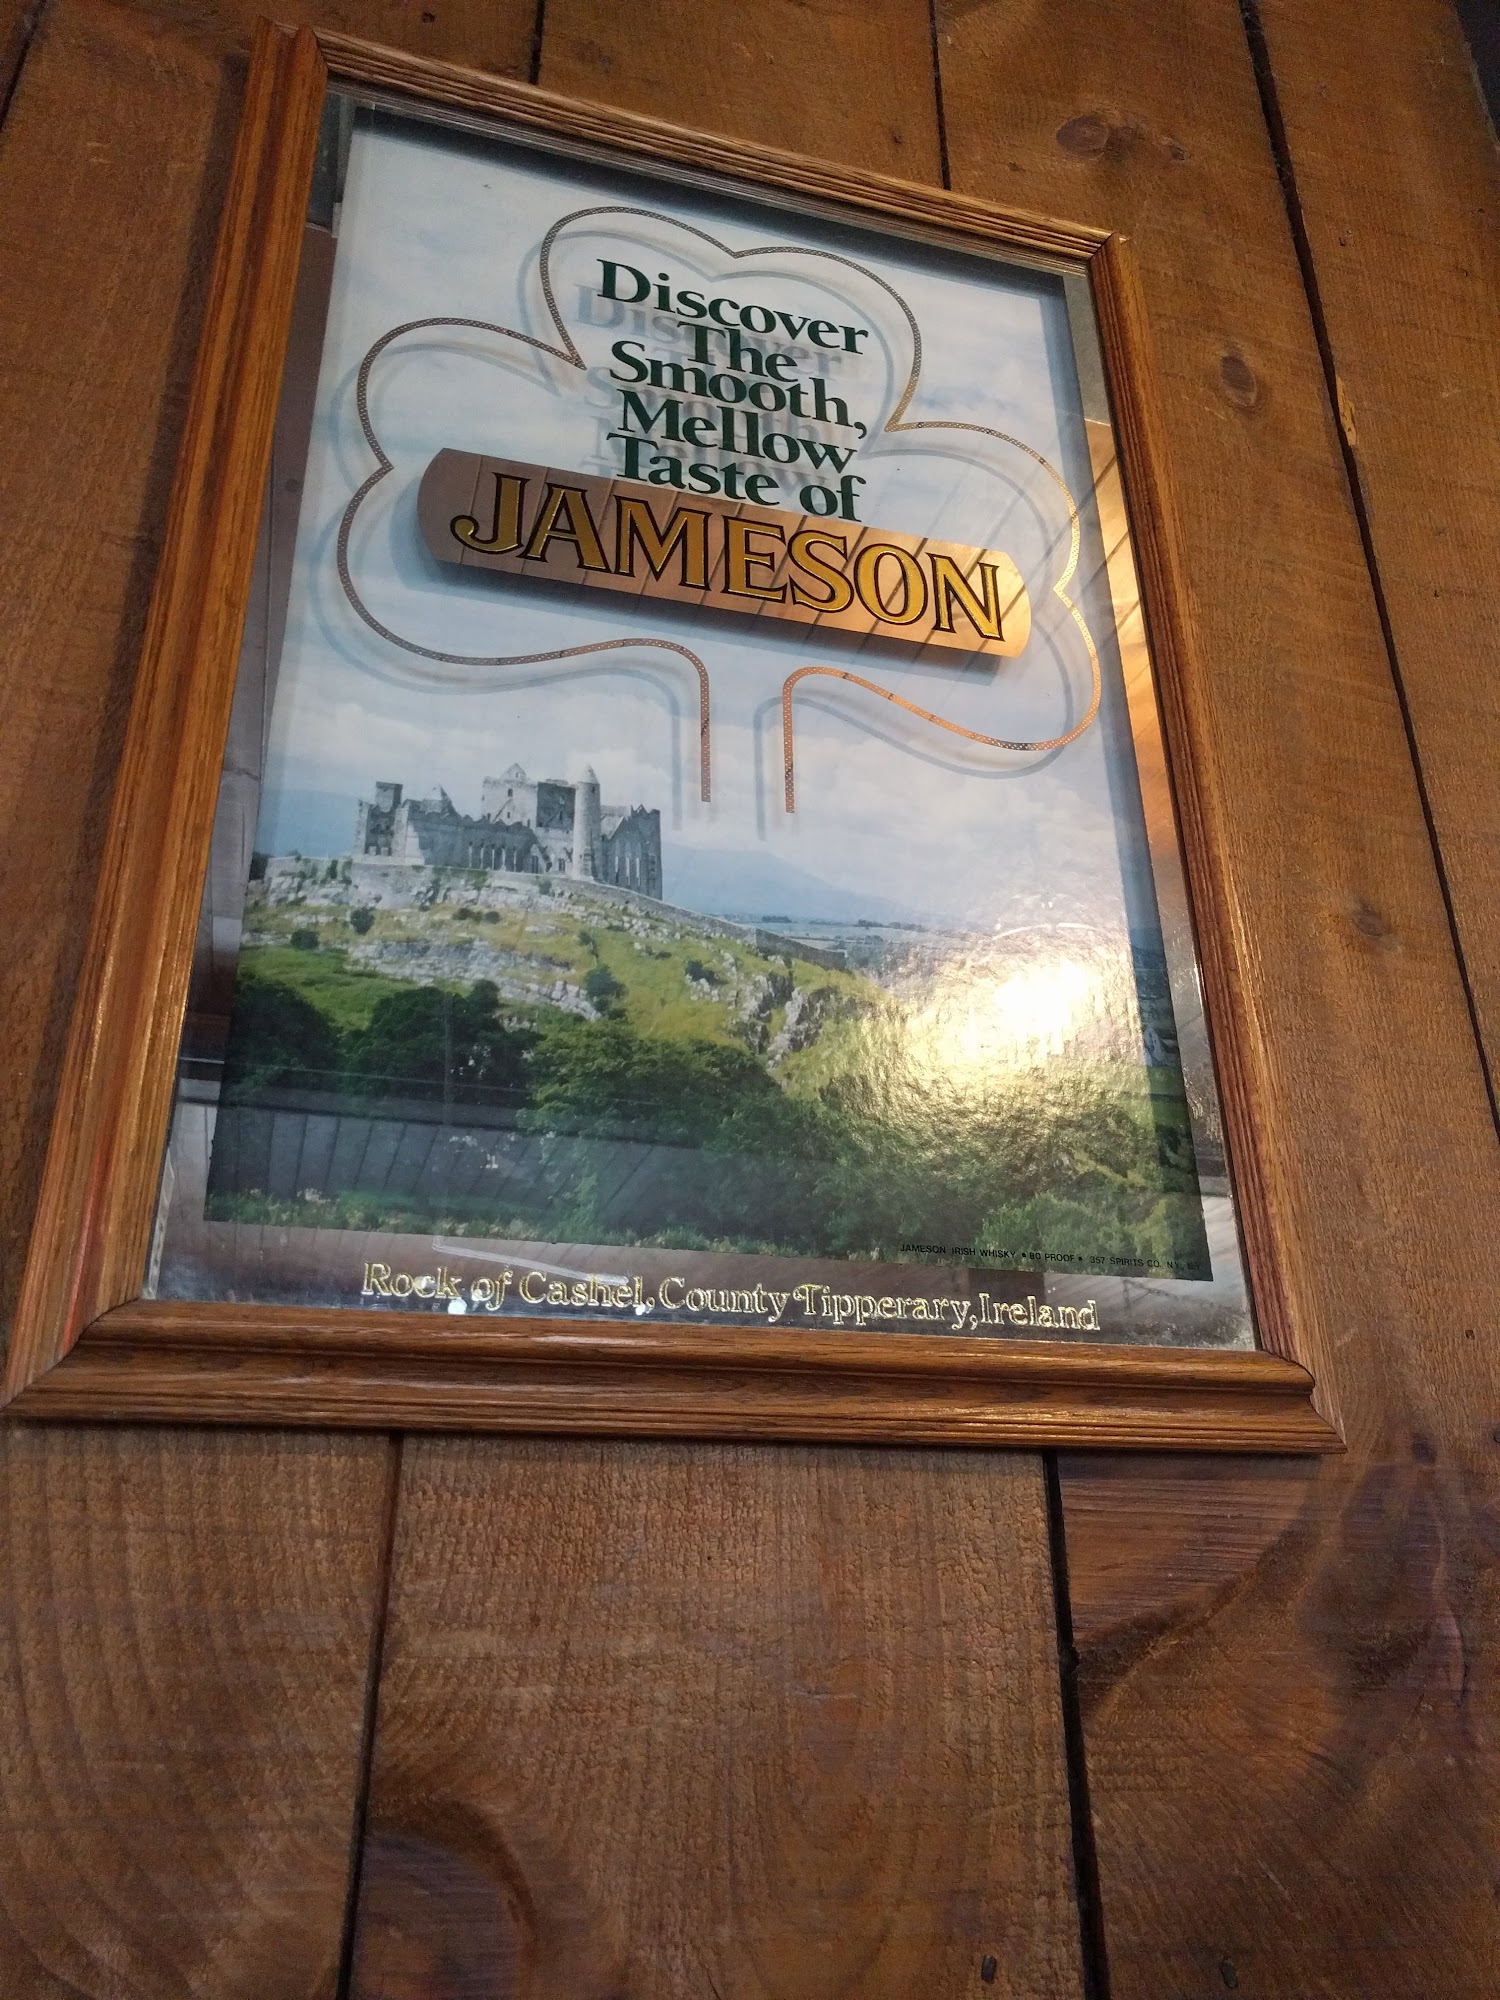 Discover
The
Smooth,
Mellow
Taste of
JAMESON
JAMESON IRISH WHISKY • 80 PROOF • 357 SPIRITS CO. N.Y., NY
Rock of Cashel, County Tipperary, Ireland